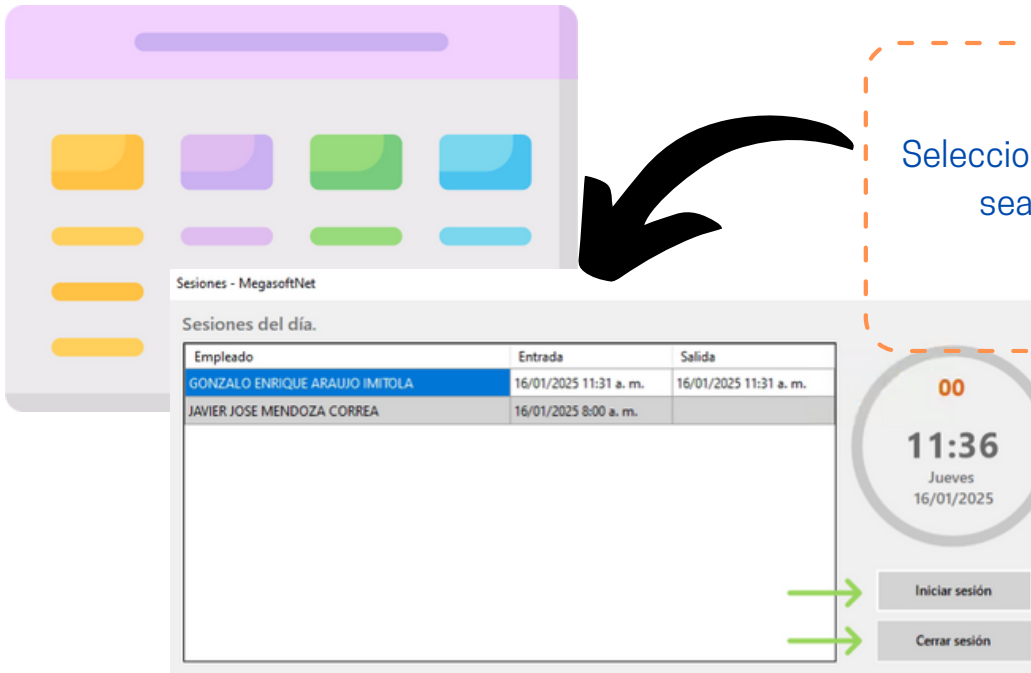 Seleccio
sea
Sesiones - MegasoftNet
Sesiones del día.
Empleado Entrada Salida
GONZALO ENRIQUE ARAUJO IMITOLA 16/01/2025 11:31 a. m. 16/01/2025 11:31 a. m.
JAVIER JOSE MENDOZA CORREA 16/01/2025 8:00 a. m.
00
11:36
Jueves
16/01/2025
Iniciar sesión
Cerrar sesión